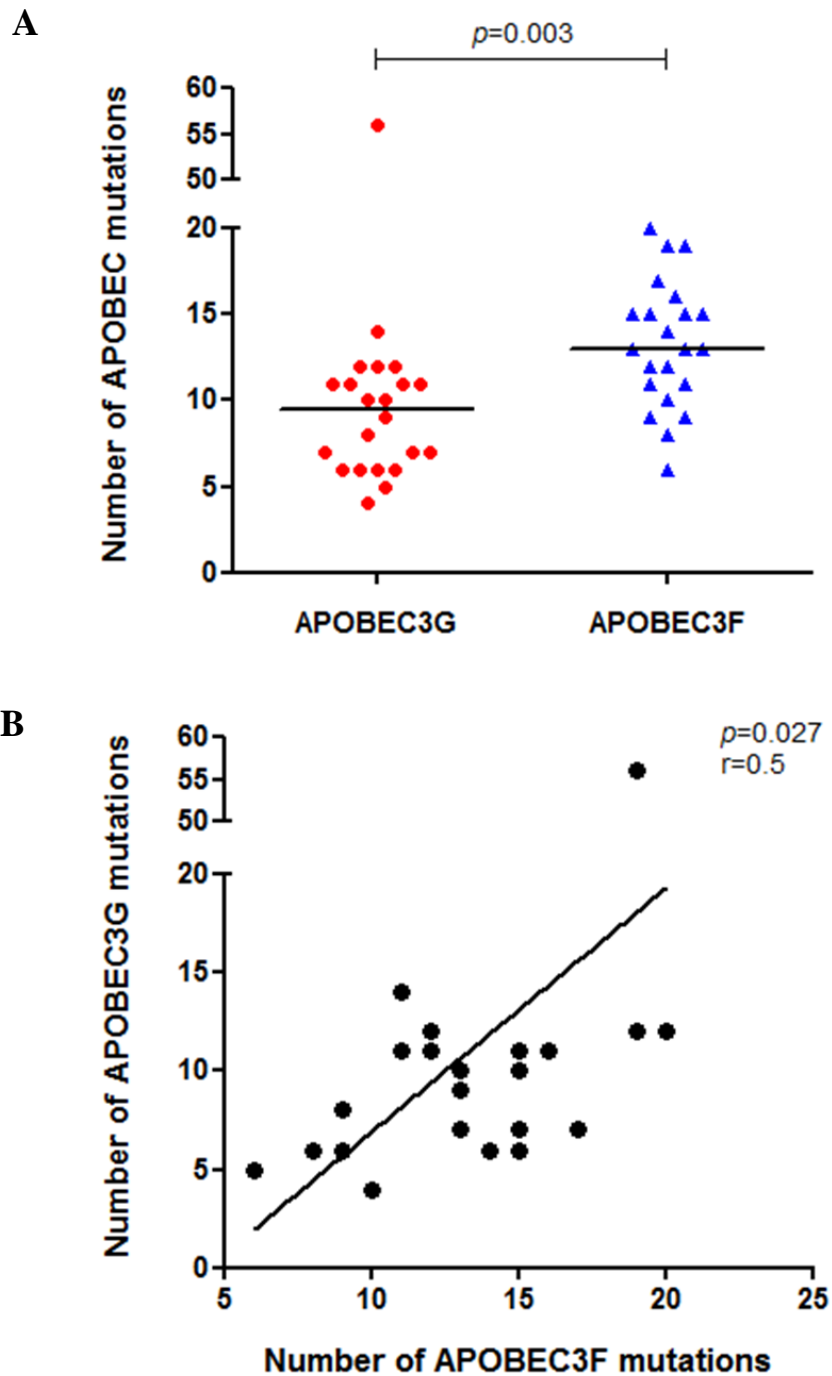 A
p=0.003
Number of APOBEC mutations
60
55
50
20
15
10
5
0
APOBEC3G
APOBEC3F
B
p=0.027
r=0.5
Number of APOBEC3G mutations
60
55
50
20
15
10
5
0
5
10
15
20
25
Number of APOBEC3F mutations